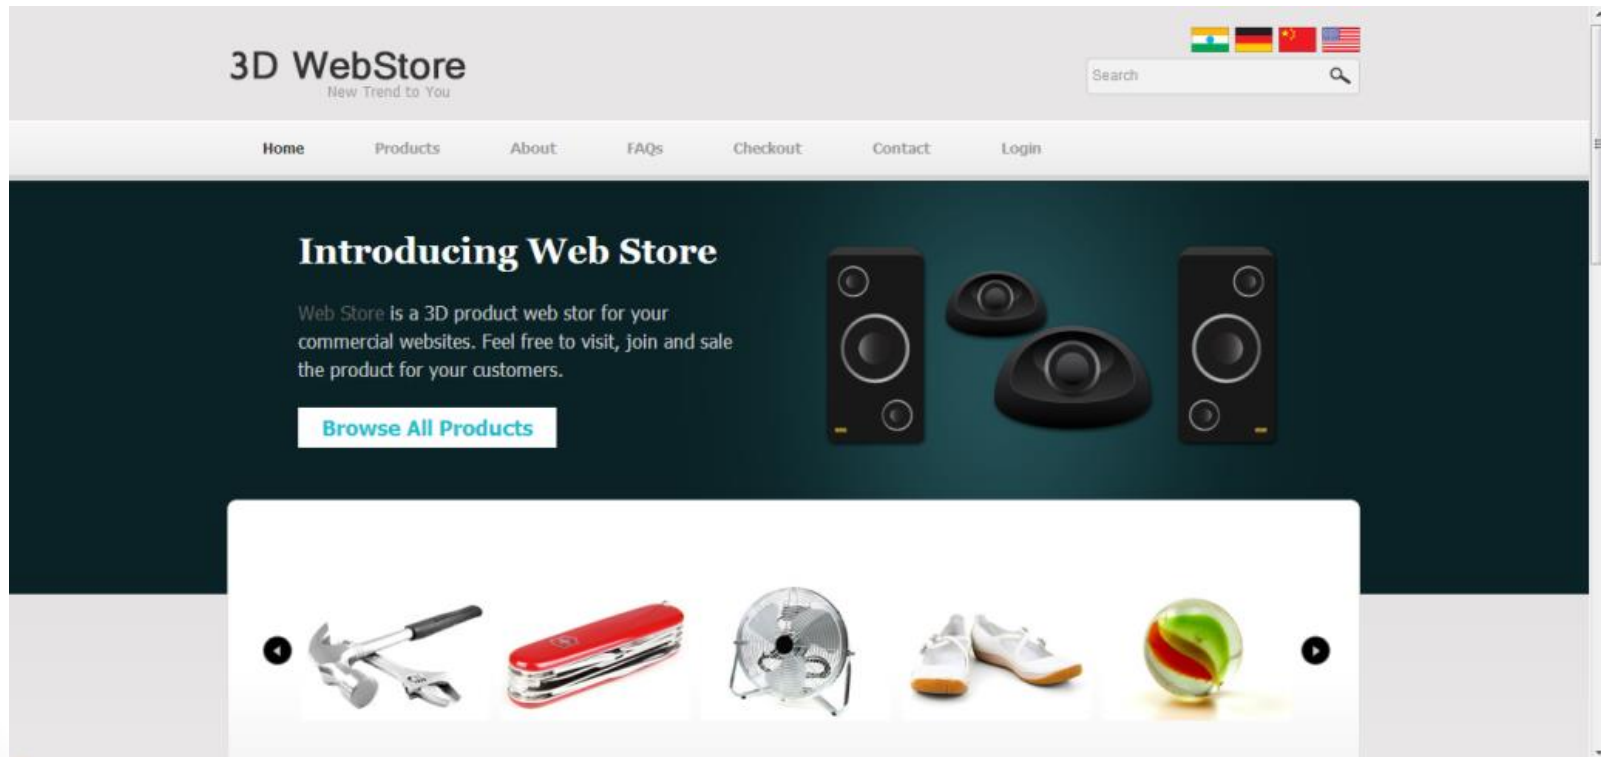 3D WebStore
New Trend to You
Search
Home Products About FAQs Checkout Contact Login
Introducing Web Store
Web Store is a 3D product web stor for your
commercial websites. Feel free to visit, join and sale
the product for your customers.
Browse All Products